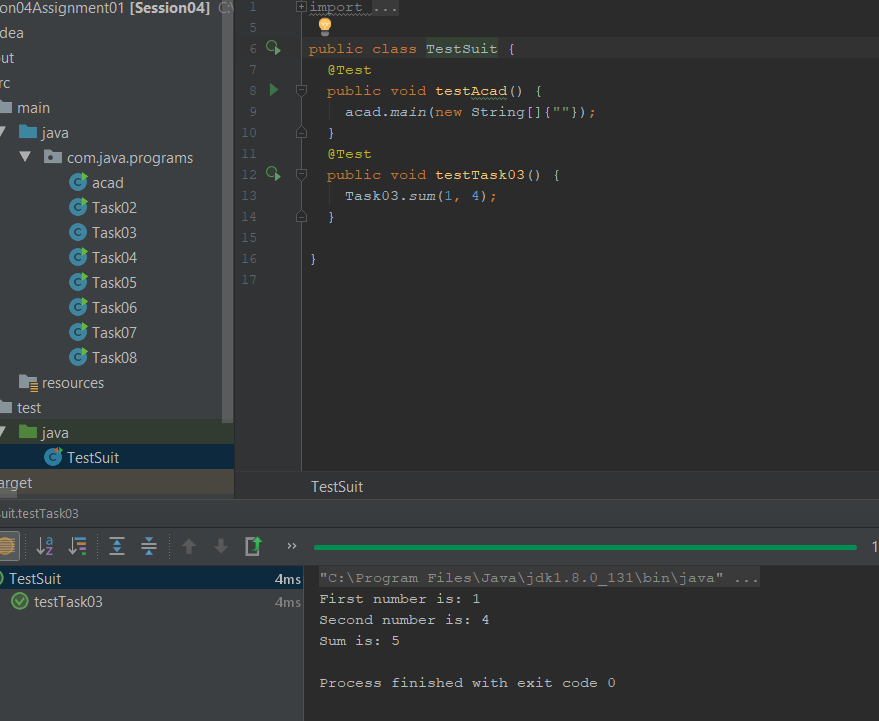 on04Assignment01 [Session04] C:\
dea
out
rc
main
java
com.java.programs
acad
Task02
Task03
Task04
Task05
Task06
Task07
Task08
resources
test
java
TestSuit
arget
1 import ...
5
6 public class TestSuit {
7 @Test
8 public void testAcad() {
9 acad.main(new String[]{""});
10 }
11 @Test
12 public void testTask03() {
13 Task03.sum(1, 4);
14 }
15
16 }
17
TestSuit
uit.testTask03
1
TestSuit 4ms
testTask03 4ms
"C:\Program Files\Java\jdk1.8.0_131\bin\java" ...
First number is: 1
Second number is: 4
Sum is: 5
Process finished with exit code 0